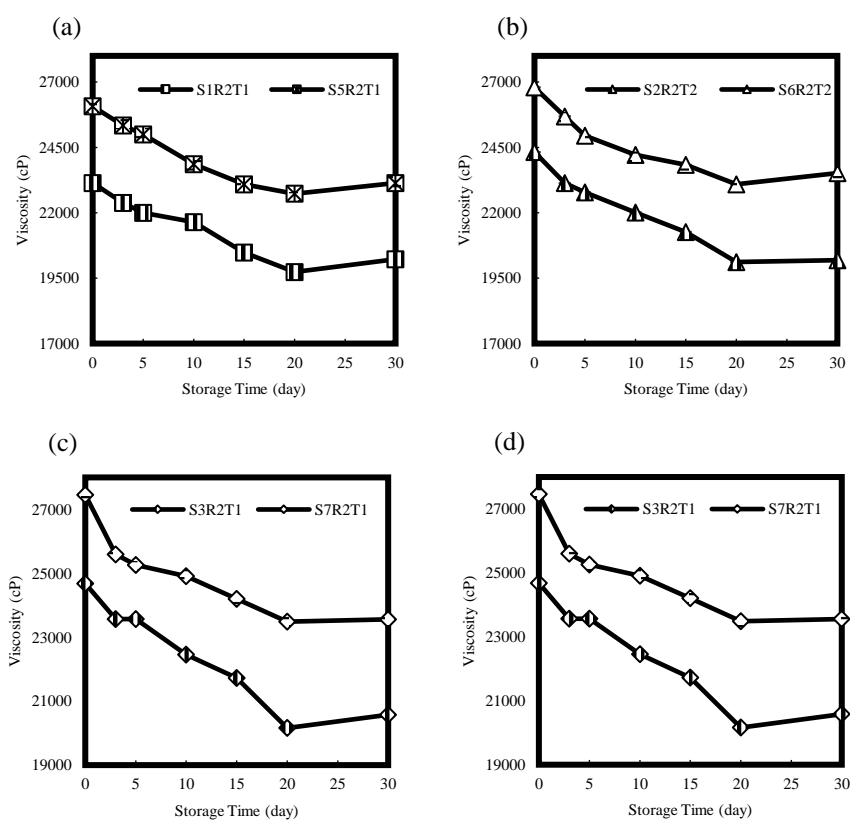 (a)
27000
24500
22000
19500
17000
Viscosity (cP)
S1R2T1 S5R2T1
0 5 10 15 20 25 30
Storage Time (day)
(b)
27000
24500
22000
19500
17000
Viscosity (cP)
S2R2T2 S6R2T2
0 5 10 15 20 25 30
Storage Time (day)
(c)
27000
25000
23000
21000
19000
Viscosity (cP)
S3R2T1 S7R2T1
0 5 10 15 20 25 30
Storage Time (day)
(d)
27000
25000
23000
21000
19000
Viscosity (cP)
S3R2T1 S7R2T1
0 5 10 15 20 25 30
Storage Time (day)